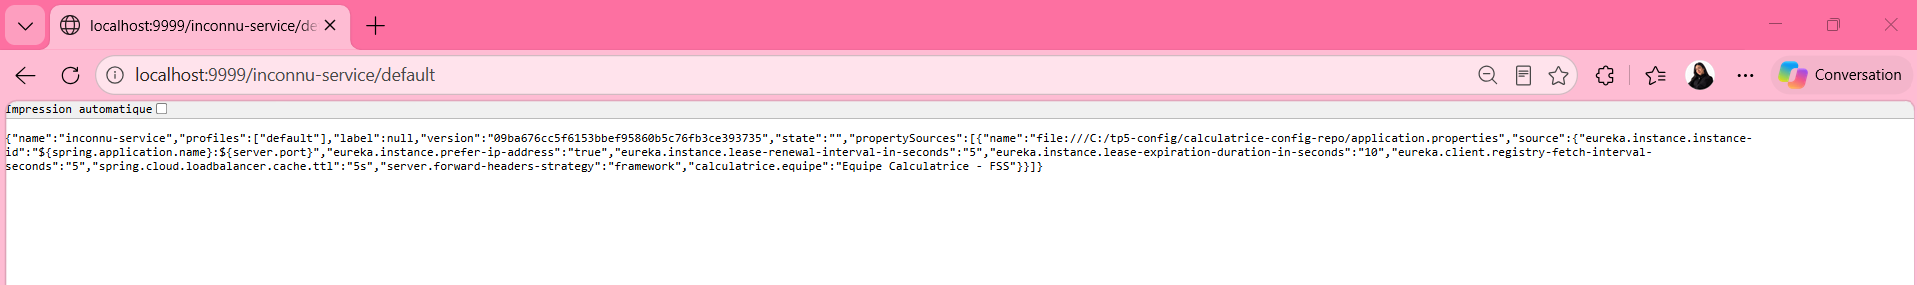 localhost:9999/inconnu-service/de
localhost:9999/inconnu-service/default
Conversation
Impression automatique
{"name":"inconnu-service","profiles":["default"],"label":null,"version":"09ba676cc5f6153bbef95860b5c76fb3ce393735","state":"","propertySources":[{"name":"file:///C:/tp5-config/calculatrice-config-repo/application.properties","source":{"eureka.instance.instance-
id":"${spring.application.name}:${server.port}","eureka.instance.prefer-ip-address":"true","eureka.instance.lease-renewal-interval-in-seconds":"5","eureka.instance.lease-expiration-duration-in-seconds":"10","eureka.client.registry-fetch-interval-
seconds":"5","spring.cloud.loadbalancer.cache.ttl":"5s","server.forward-headers-strategy":"framework","calculatrice.equipe":"Equipe Calculatrice - FSS"}}]}